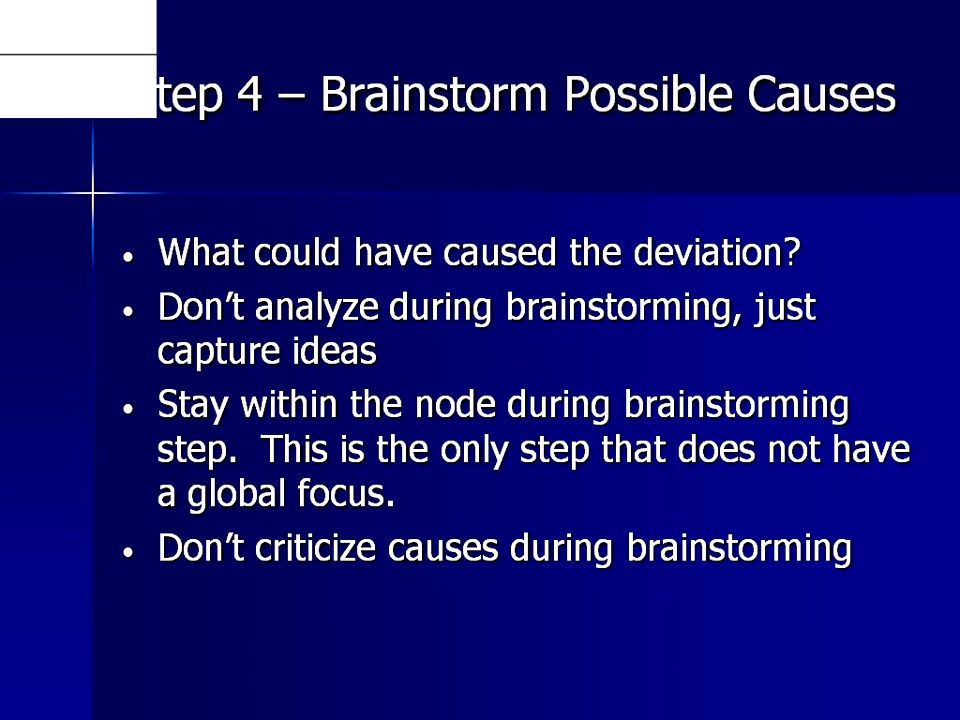 tep 4 – Brainstorm Possible Causes
• What could have caused the deviation?
• Don’t analyze during brainstorming, just
capture ideas
• Stay within the node during brainstorming
step.  This is the only step that does not have
a global focus.
• Don’t criticize causes during brainstorming